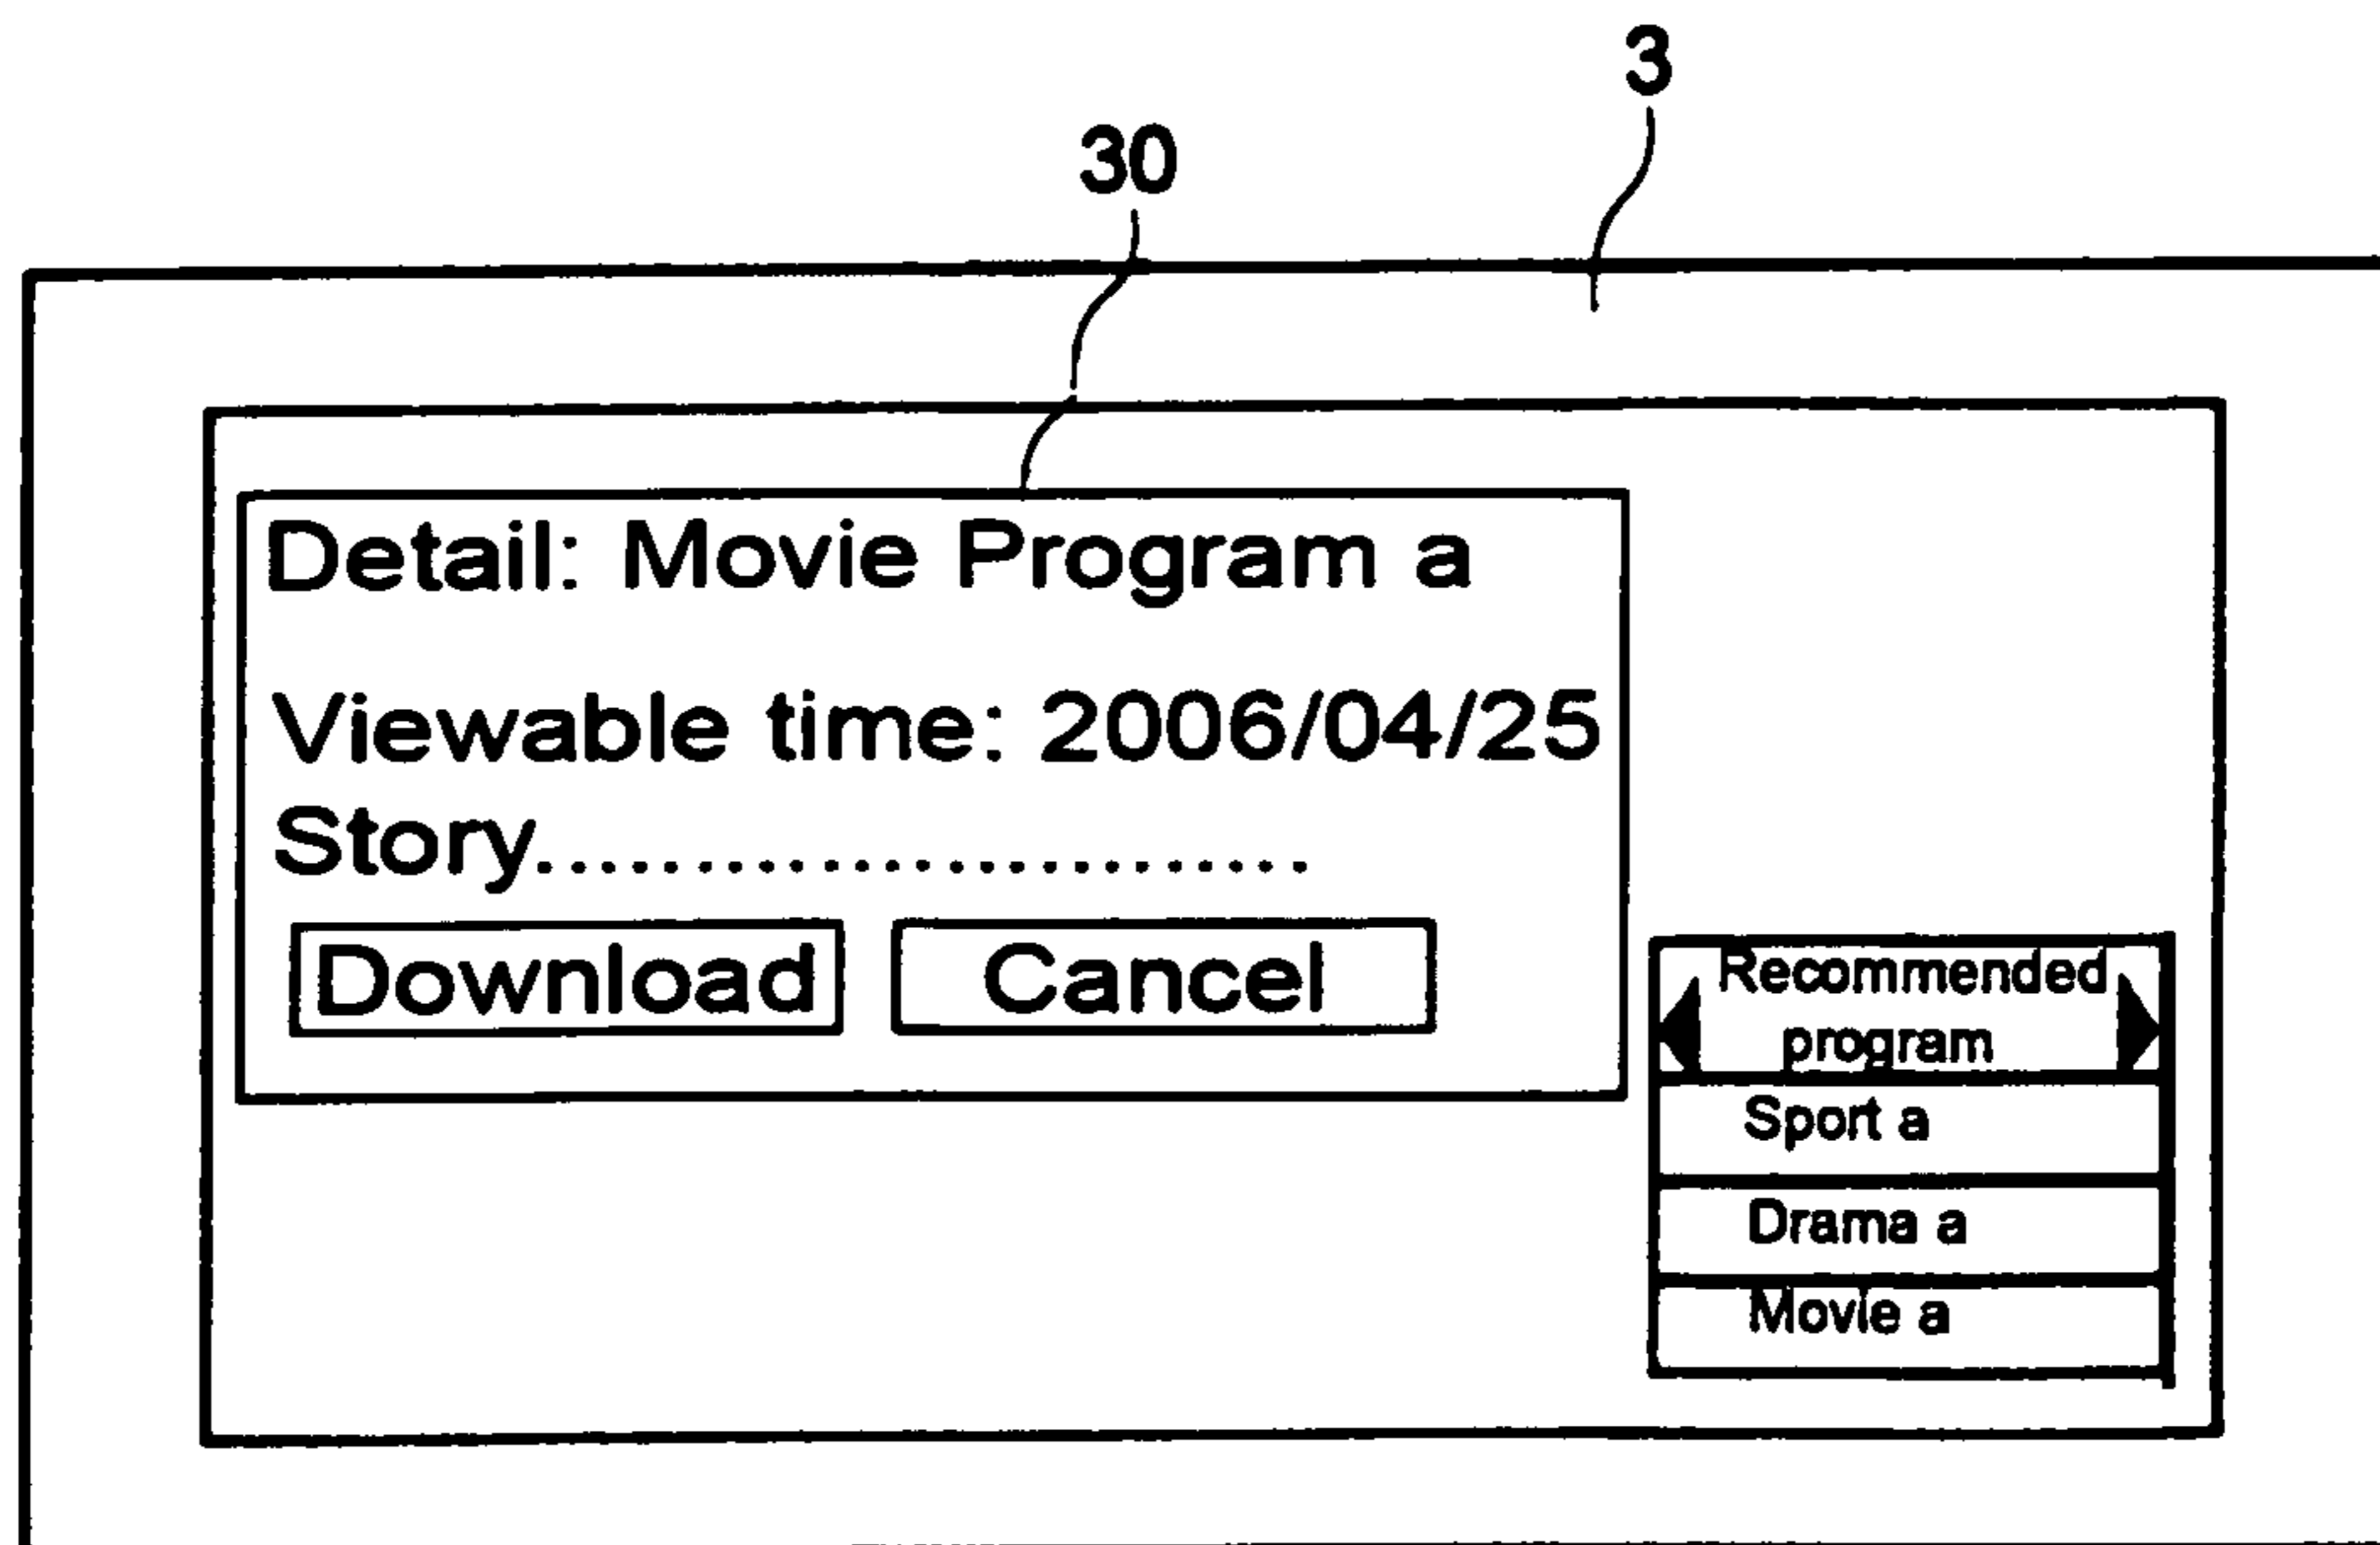 3
30
Detail: Movie Program a
Viewable time: 2006/04/25
Story..........................
Download Cancel
Recommended
program
Sport a
Drama a
Movie a